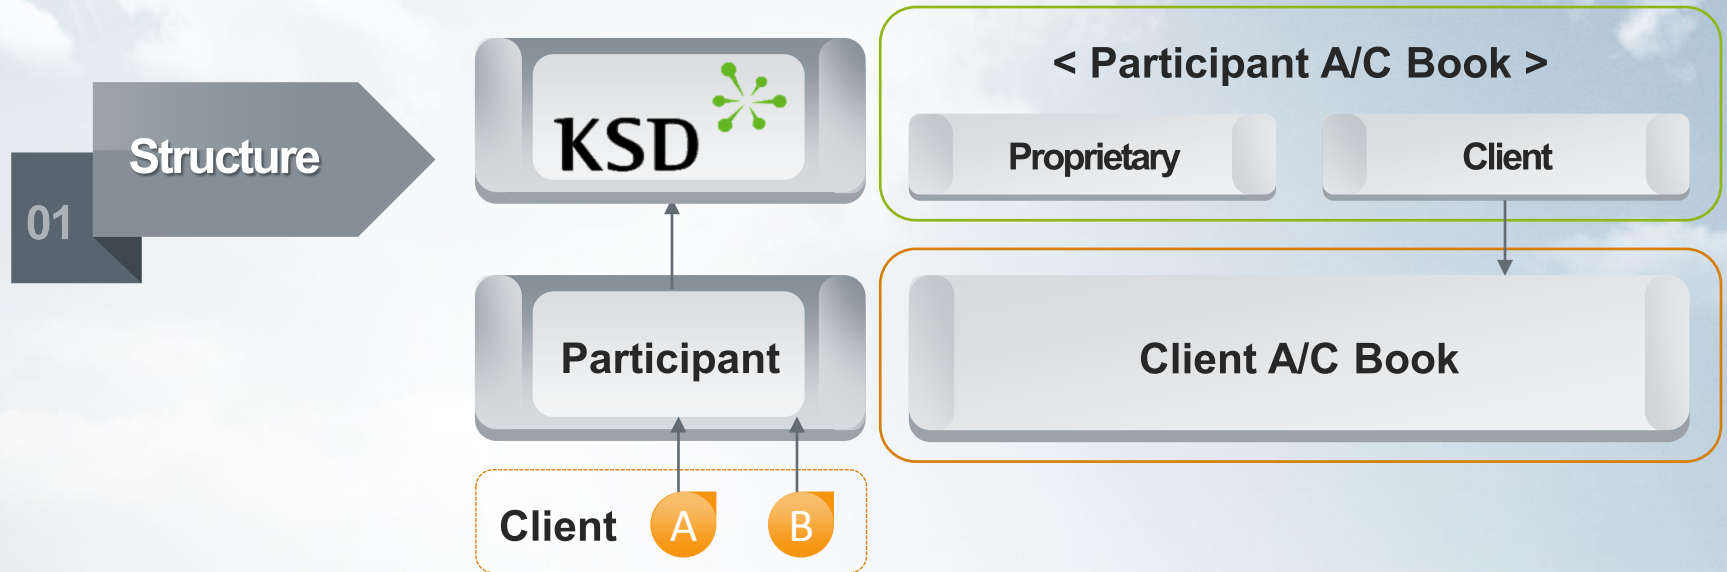 01
Structure
KSD
< Participant A/C Book >
Proprietary
Client
Participant
Client A/C Book
Client
A
B